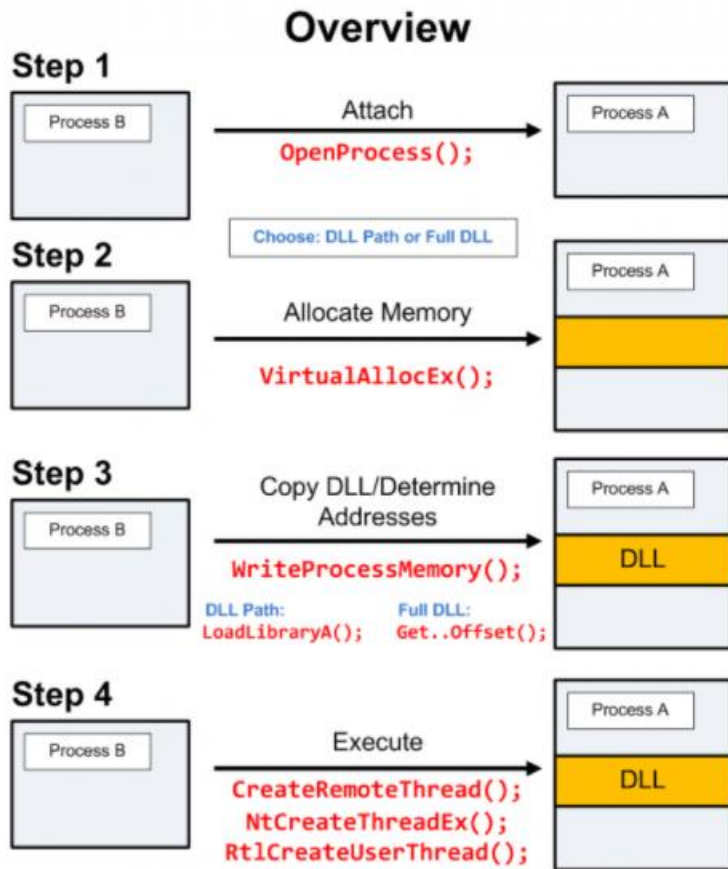 Overview
Step 1
Process B
Attach
OpenProcess();
Process A
Choose: DLL Path or Full DLL
Step 2
Process B
Allocate Memory
VirtualAllocEx();
Process A
Step 3
Process B
Copy DLL/Determine
Addresses
WriteProcessMemory();
DLL Path:
LoadLibraryA();
Full DLL:
Get..Offset();
Process A
DLL
Step 4
Process B
Execute
CreateRemoteThread();
NtCreateThreadEx();
RtlCreateUserThread();
Process A
DLL